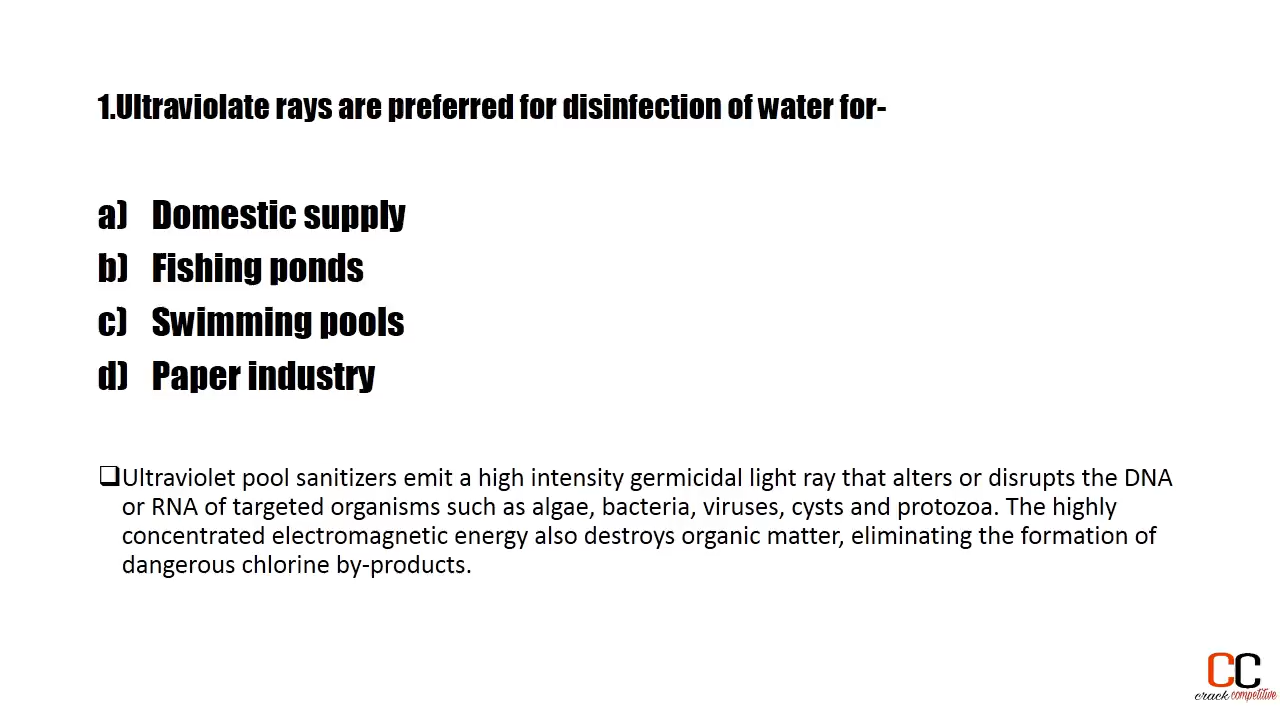 1.Ultraviolate rays are preferred for disinfection of water for-
a) Domestic supply
b) Fishing ponds
c) Swimming pools
d) Paper industry
❑Ultraviolet pool sanitizers emit a high intensity germicidal light ray that alters or disrupts the DNA
or RNA of targeted organisms such as algae, bacteria, viruses, cysts and protozoa. The highly
concentrated electromagnetic energy also destroys organic matter, eliminating the formation of
dangerous chlorine by-products.
CC
crack competitive